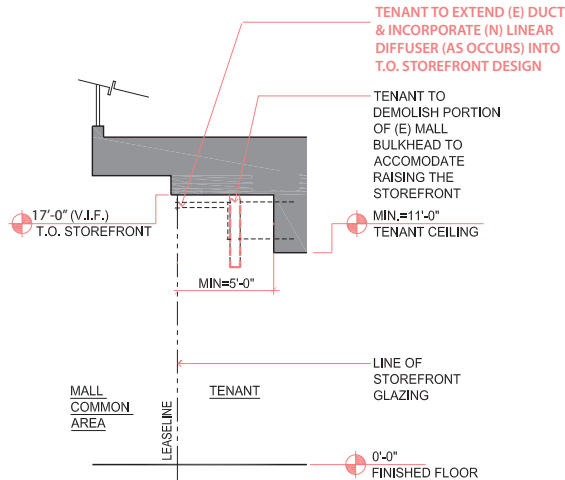 TENANT TO EXTEND (E) DUCT
& INCORPORATE (N) LINEAR
DIFFUSER (AS OCCURS) INTO
T.O. STOREFRONT DESIGN
TENANT TO
DEMOLISH PORTION
OF (E) MALL
BULKHEAD TO
ACCOMODATE
RAISING THE
STOREFRONT
17'-0" (V.I.F.)
T.O. STOREFRONT
MIN.=11'-0"
TENANT CEILING
MIN=5'-0"
LINE OF
STOREFRONT
GLAZING
MALL
COMMON
AREA
TENANT
LEASELINE
0'-0"
FINISHED FLOOR